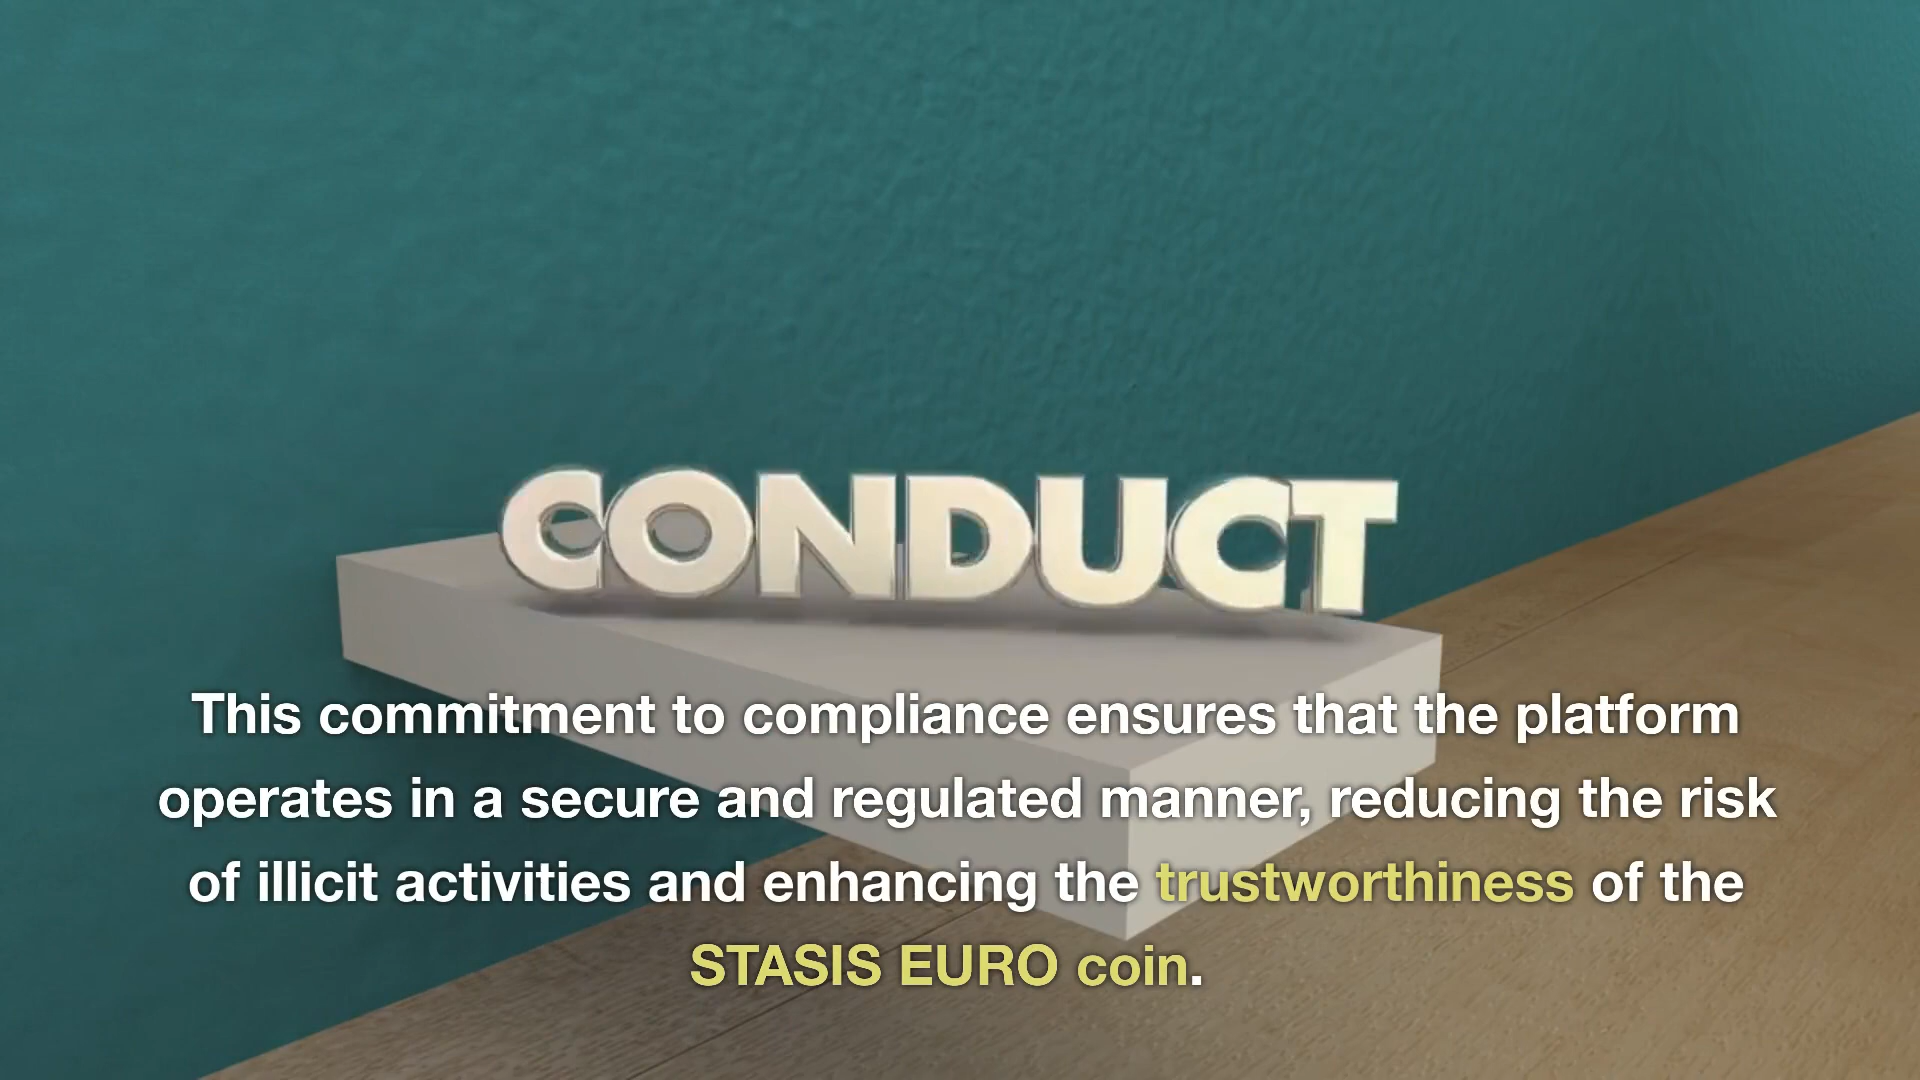 CONDUCT
This commitment to compliance ensures that the platform
operates in a secure and regulated manner, reducing the risk
of illicit activities and enhancing the trustworthiness of the
STASIS EURO coin.